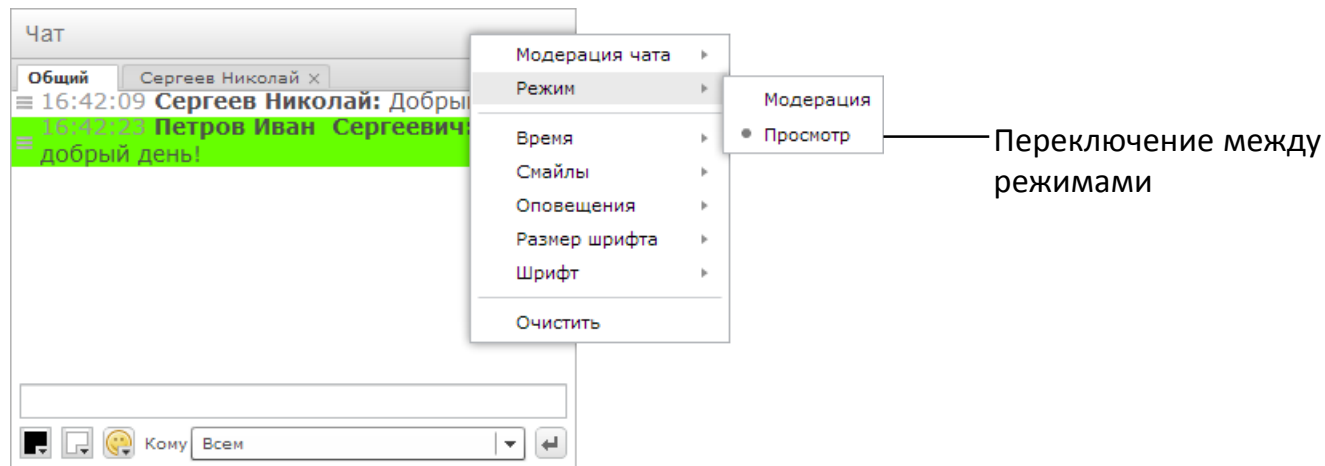 Чат
Общий
Сергеев Николай ×
16:42:09 Сергеев Николай: Добры
16:42:23 Петров Иван Сергеевич:
добрый день!
Модерация чата
Режим
Время
Смайлы
Оповещения
Размер шрифта
Шрифт
Очистить
Модерация
Просмотр
Переключение между
режимами
Кому
Всем